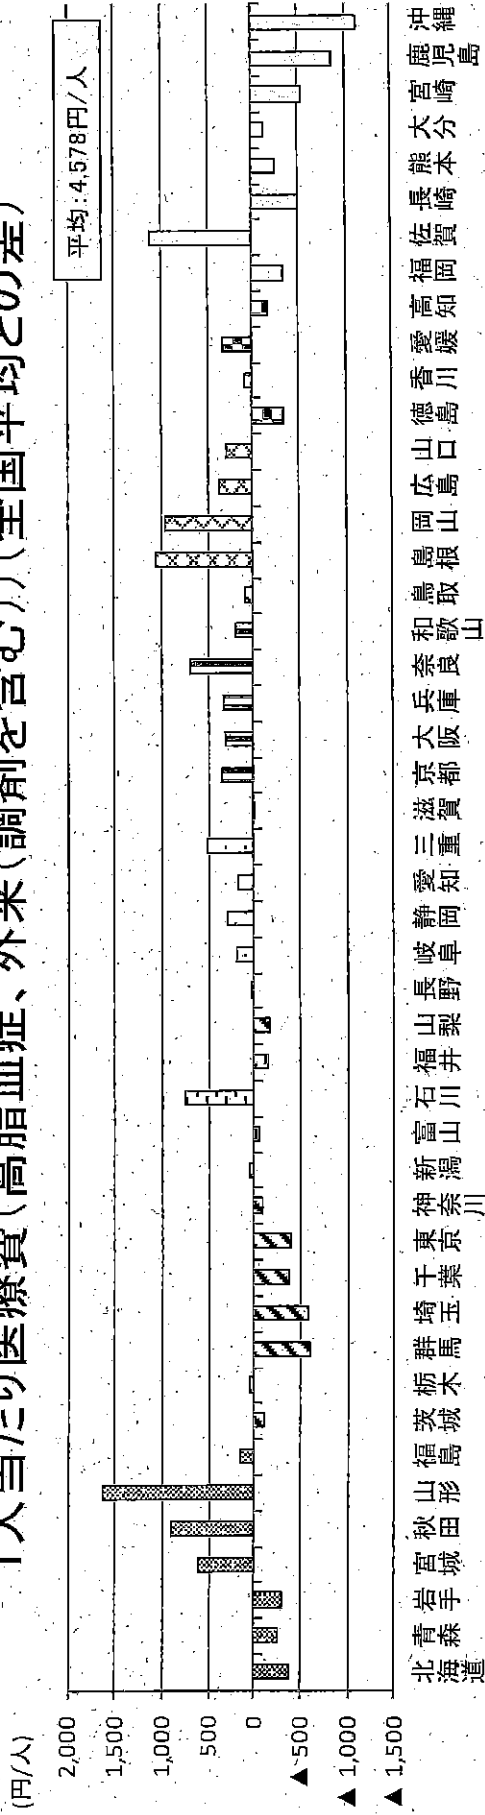 1人当たり医療費(高脂血症、外来(調剤を含む))(全国平均との差)
(円/人)
平均:4,578円/人
2,000
1,500
1,000
500
0
▲ 500
▲ 1,000
▲ 1,500
北海道
青森
岩手
宮城
秋田
山形
福島
茨城
栃木
群馬
埼玉
千葉
東京
神奈川
新潟
富山
石川
福井
山梨
長野
岐阜
静岡
愛知
三重
滋賀
京都
大阪
兵庫
奈良
和歌山
鳥取
島根
岡山
広島
山口
徳島
香川
愛媛
高知
福岡
佐賀
長崎
熊本
大分
宮崎
鹿児島
沖縄